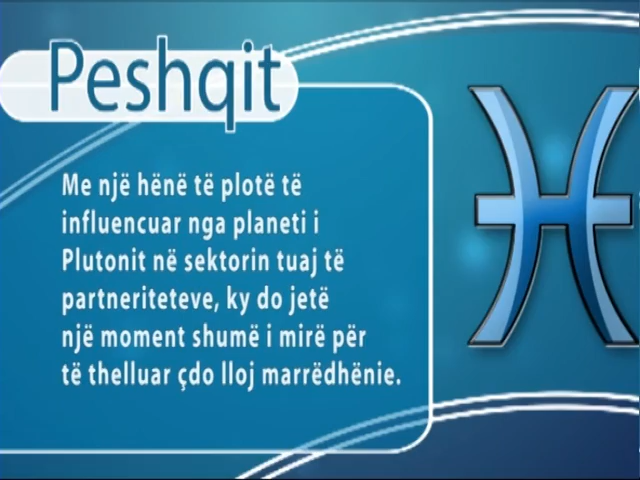 Peshqit
Me një hënë të plotë të
influencuar nga planeti i
Plutonit në sektorin tuaj të
partneriteteve, ky do jetë
një moment shumë i mirë për
të thelluar çdo lloj marrëdhënie.